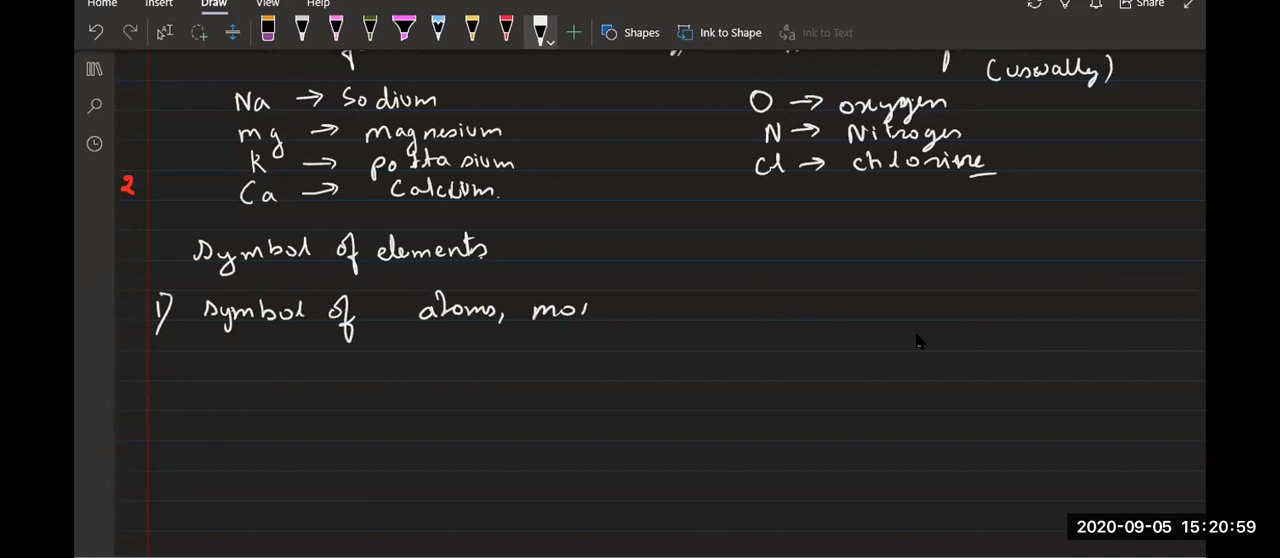 Home Insert Draw View Help Share
Shapes Ink to Shape Ink to Text
(usually)
Na → Sodium
O → oxygen
mg → magnesium
N → Nitrogen
K → pottasium
Cl → chlorine
2
Ca → Calcium.
Symbol of elements
1) symbol of atoms,
2020-09-05 15:20:59